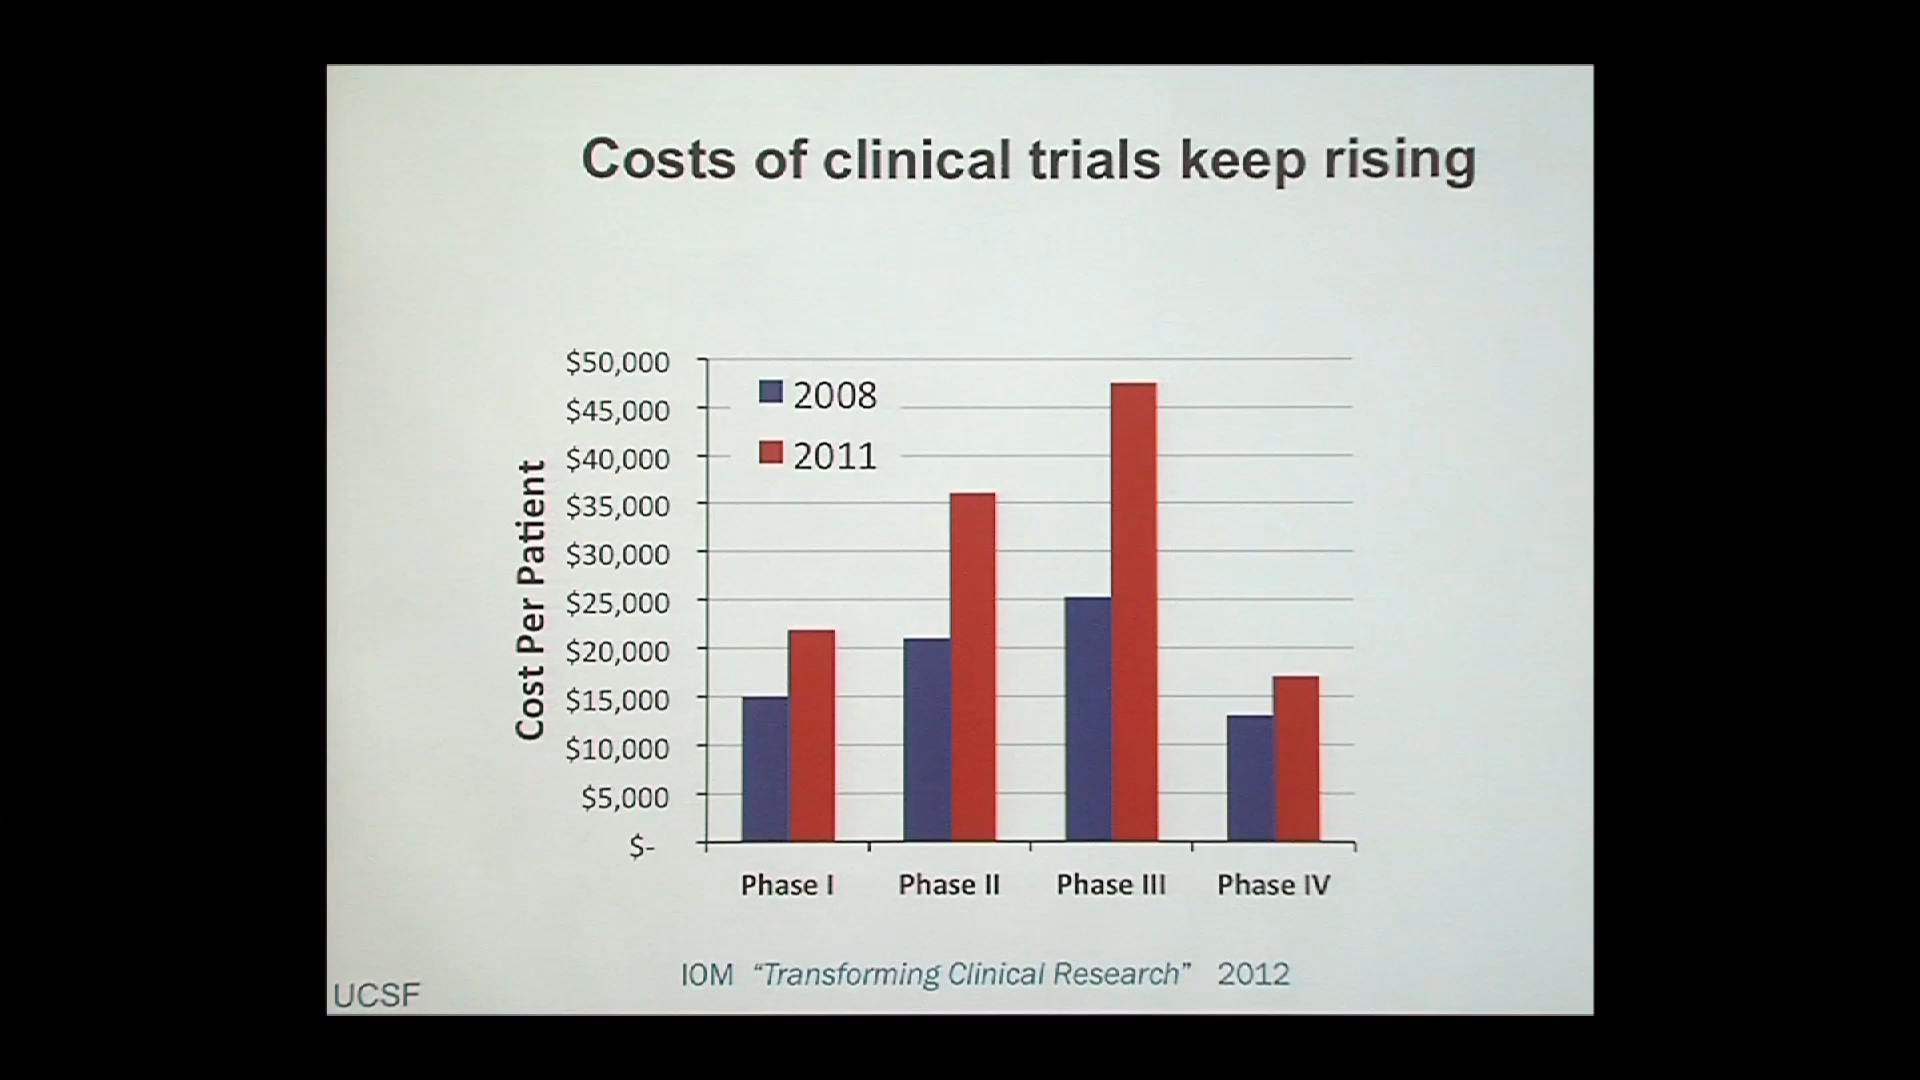 Costs of clinical trials keep rising
$50,000
$45,000
$40,000
$35,000
$30,000
$25,000
$20,000
$15,000
$10,000
$5,000
$-
Cost Per Patient
2008
2011
Phase I
Phase II
Phase III
Phase IV
IOM "Transforming Clinical Research" 2012
UCSF